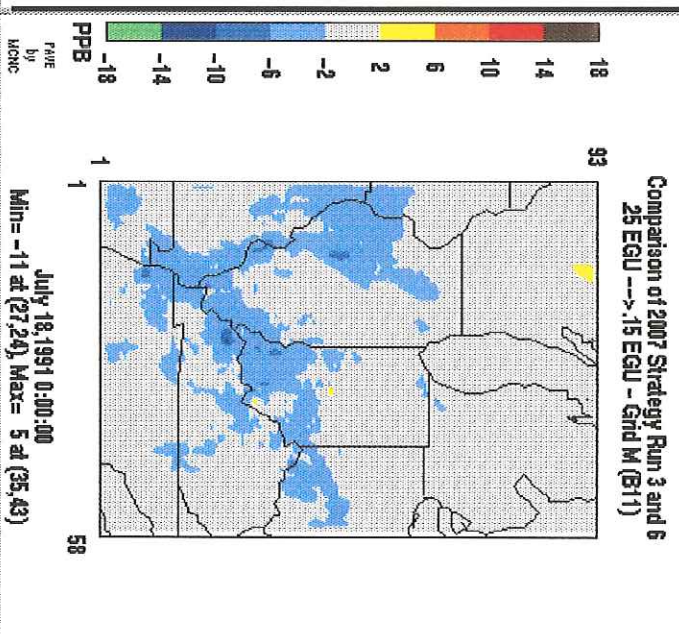 Comparison of 2007 Strategy Run 3 and 6
25 EGU --->.15 EGU - Grid M (B11)
18
14
10
6
2
-2
-6
-10
-14
-18
PPB
PAVE
by
MCNC
93
1
1
58
July 18,1991 0:00:00
Min= -11 at (27,24), Max= 5 at (35,43)